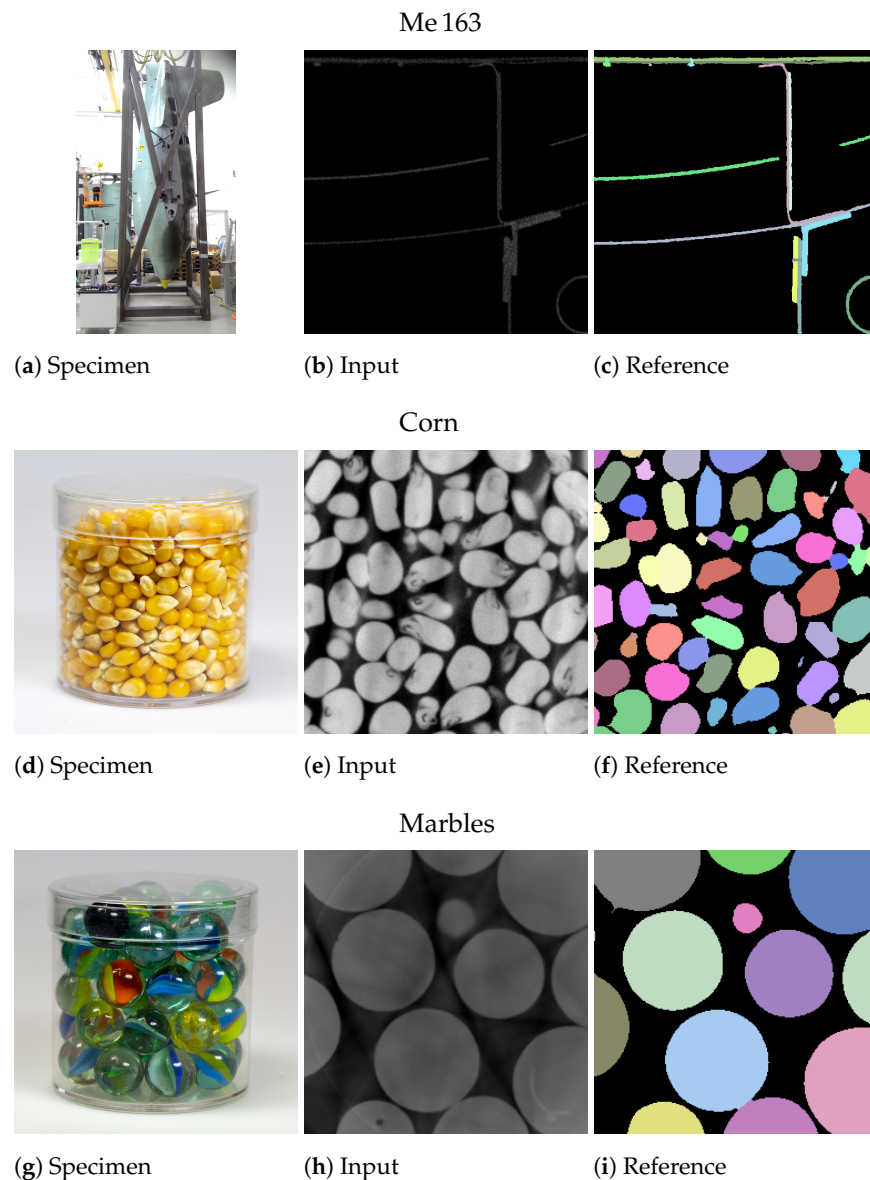 Me 163
(a) Specimen
(b) Input
(c) Reference
Corn
(d) Specimen
(e) Input
(f) Reference
Marbles
(g) Specimen
(h) Input
(i) Reference